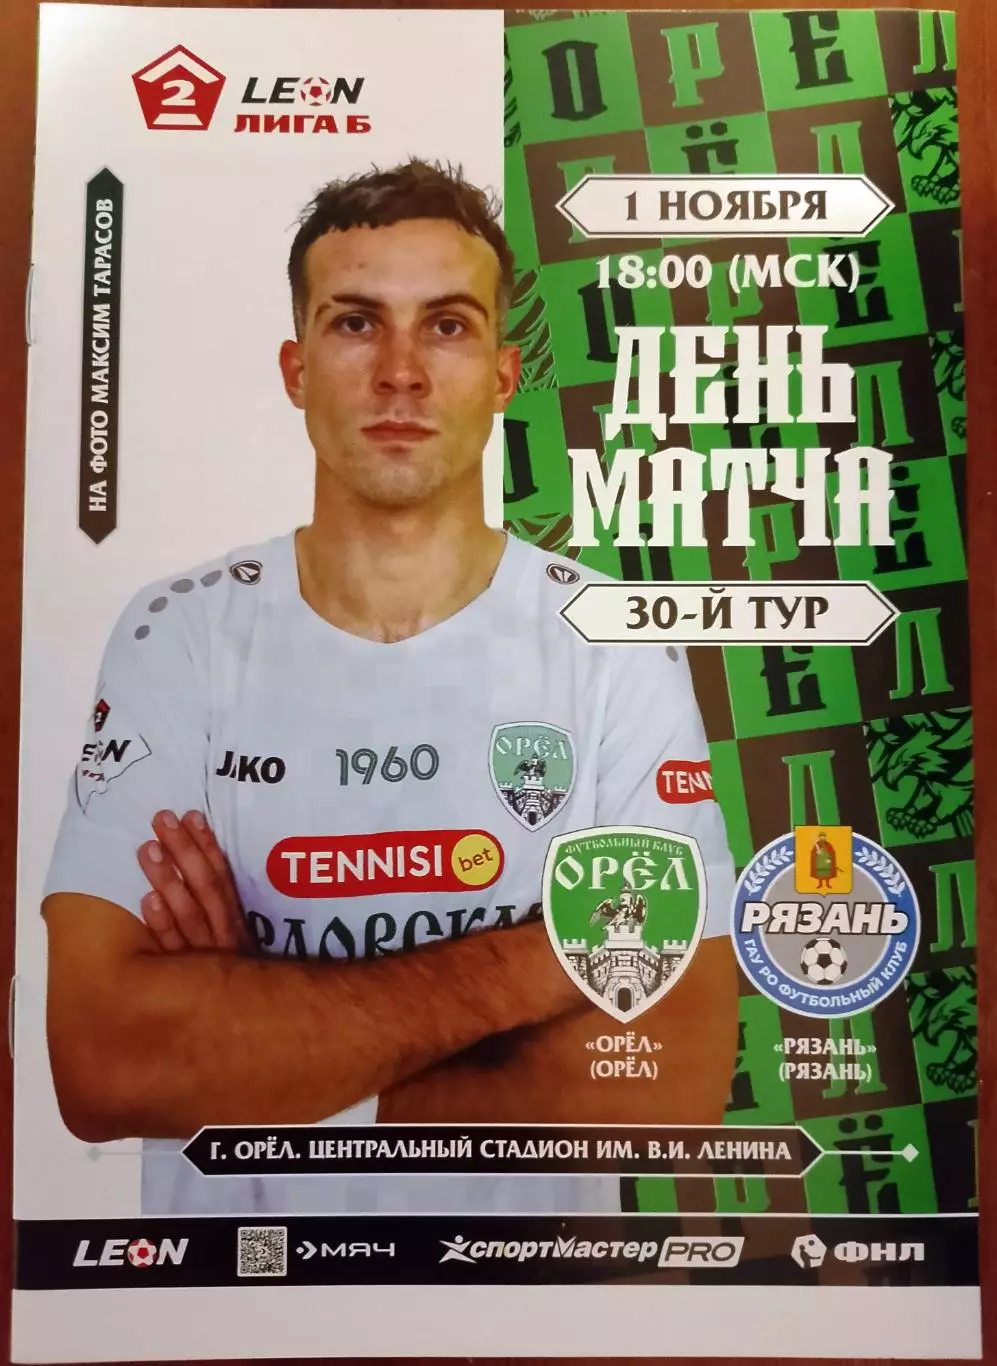 2
LEON
ЛИГА Б
НА ФОТО МАКСИМ ТАРАСОВ
1 НОЯБРЯ
18:00 (МСК)
ДЕНЬ
МАТЧА
30-Й ТУР
JAKO
1960
ОРЁЛ
TENNISI bet
TENN
ФУТБОЛЬНЫЙ КЛУБ
ОРЁЛ
РЯЗАНЬ
ГАУ РО ФУТБОЛЬНЫЙ КЛУБ
«ОРЁЛ»
(ОРЁЛ)
«РЯЗАНЬ»
(РЯЗАНЬ)
Г. ОРЁЛ. ЦЕНТРАЛЬНЫЙ СТАДИОН ИМ. В.И. ЛЕНИНА
LEON
МЯЧ
СПОРТМАСТЕР PRO
ФНЛ